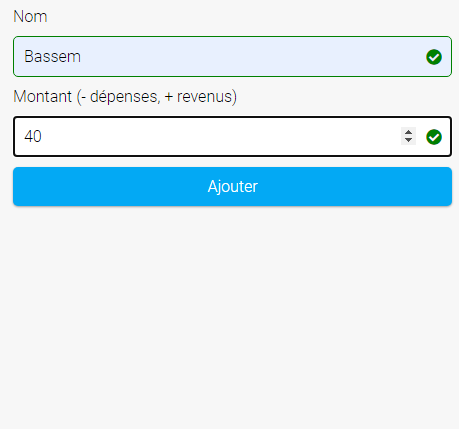 Nom
Bassem
Montant (- dépenses, + revenus)
40
Ajouter